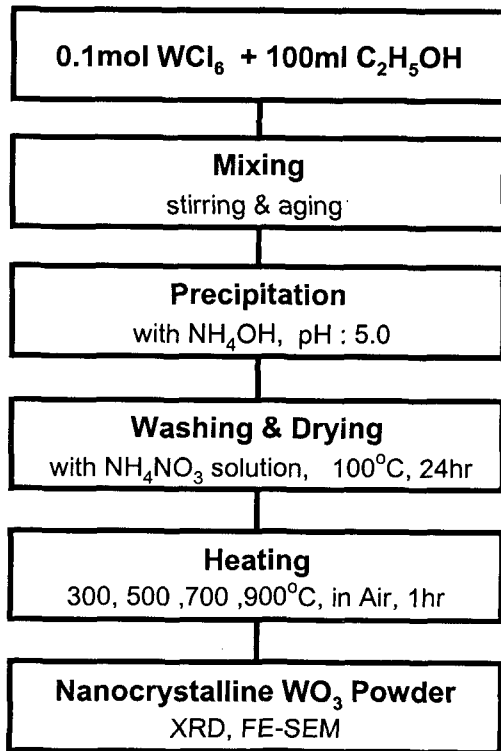 0.1mol WCl₆ + 100ml C₂H₅OH
Mixing
stirring & aging
Precipitation
with NH₄OH, pH : 5.0
Washing & Drying
with NH₄NO₃ solution, 100°C, 24hr
Heating
300, 500 ,700 ,900°C, in Air, 1hr
Nanocrystalline WO₃ Powder
XRD, FE-SEM